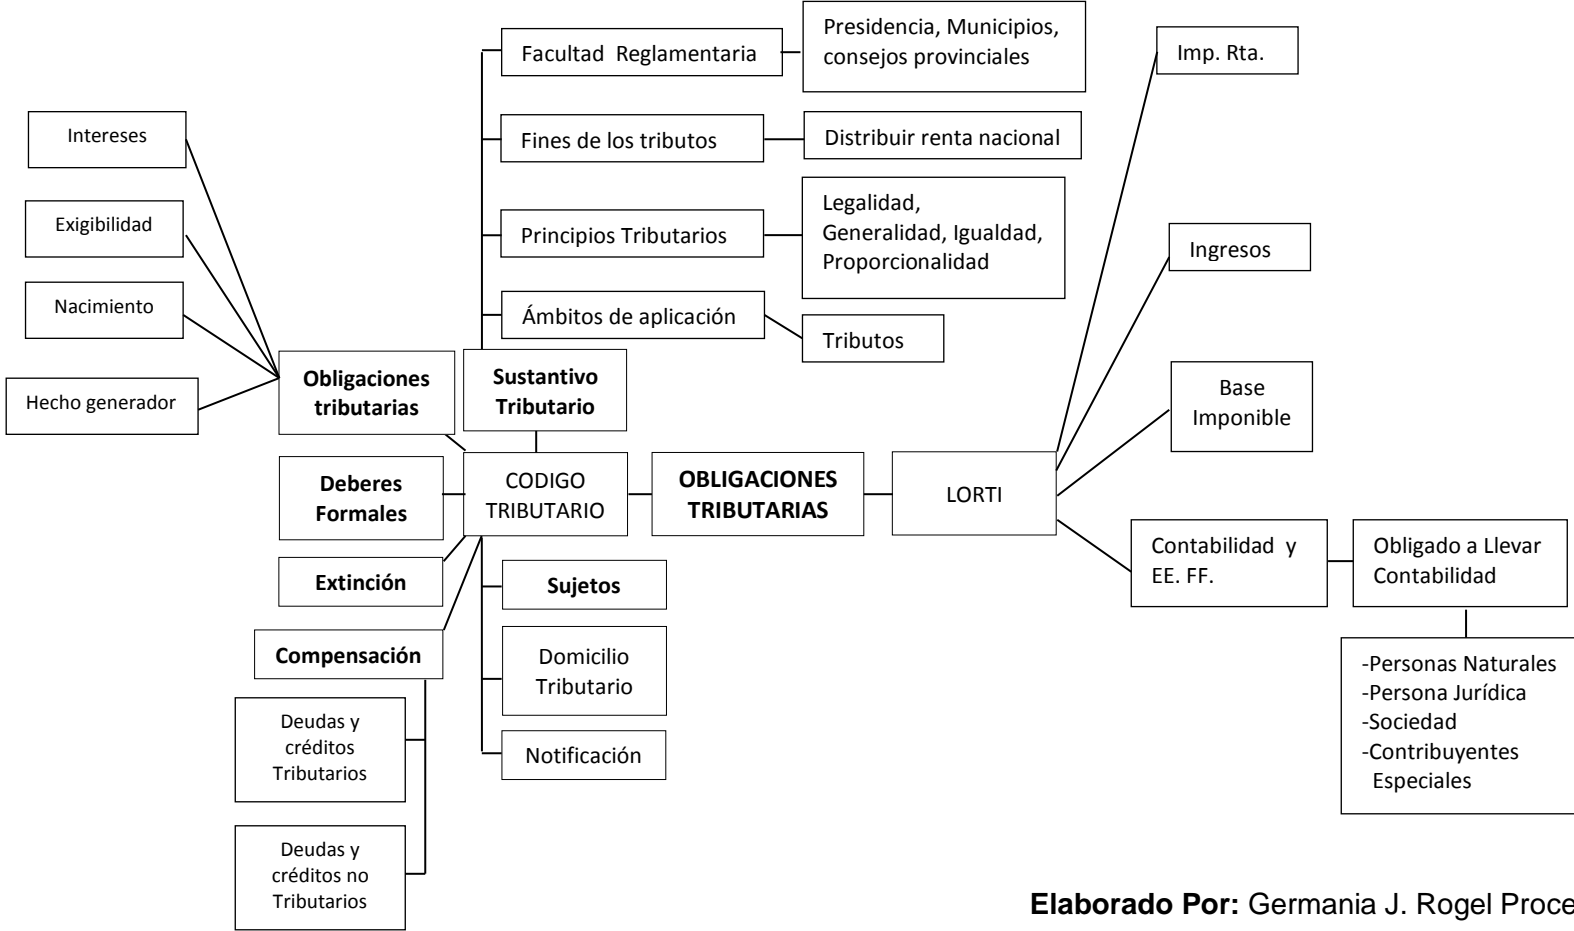 Facultad Reglamentaria
Presidencia, Municipios,
consejos provinciales
Imp. Rta.
Intereses
Fines de los tributos
Distribuir renta nacional
Exigibilidad
Principios Tributarios
Legalidad,
Generalidad, Igualdad,
Proporcionalidad
Ingresos
Nacimiento
Ámbitos de aplicación
Tributos
Hecho generador
Obligaciones
tributarias
Sustantivo
Tributario
Base
Imponible
Deberes
Formales
CODIGO
TRIBUTARIO
OBLIGACIONES
TRIBUTARIAS
LORTI
Contabilidad y
EE. FF.
Obligado a Llevar
Contabilidad
Extinción
Sujetos
Compensación
Domicilio
Tributario
-Personas Naturales
-Persona Jurídica
-Sociedad
-Contribuyentes
Especiales
Deudas y
créditos
Tributarios
Notificación
Deudas y
créditos no
Tributarios
Elaborado Por: Germania J. Rogel Proce